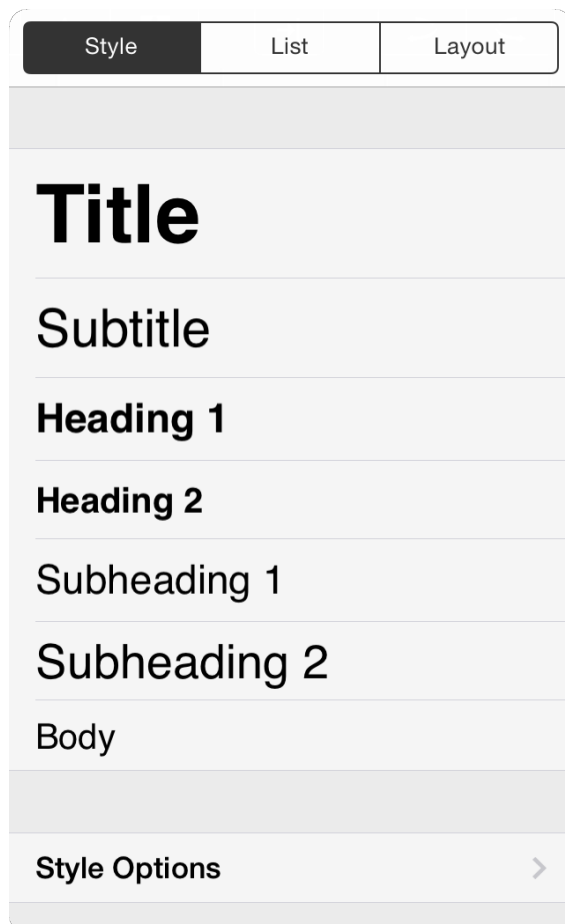 Style
List
Layout
Title
Subtitle
Heading 1
Heading 2
Subheading 1
Subheading 2
Body
Style Options